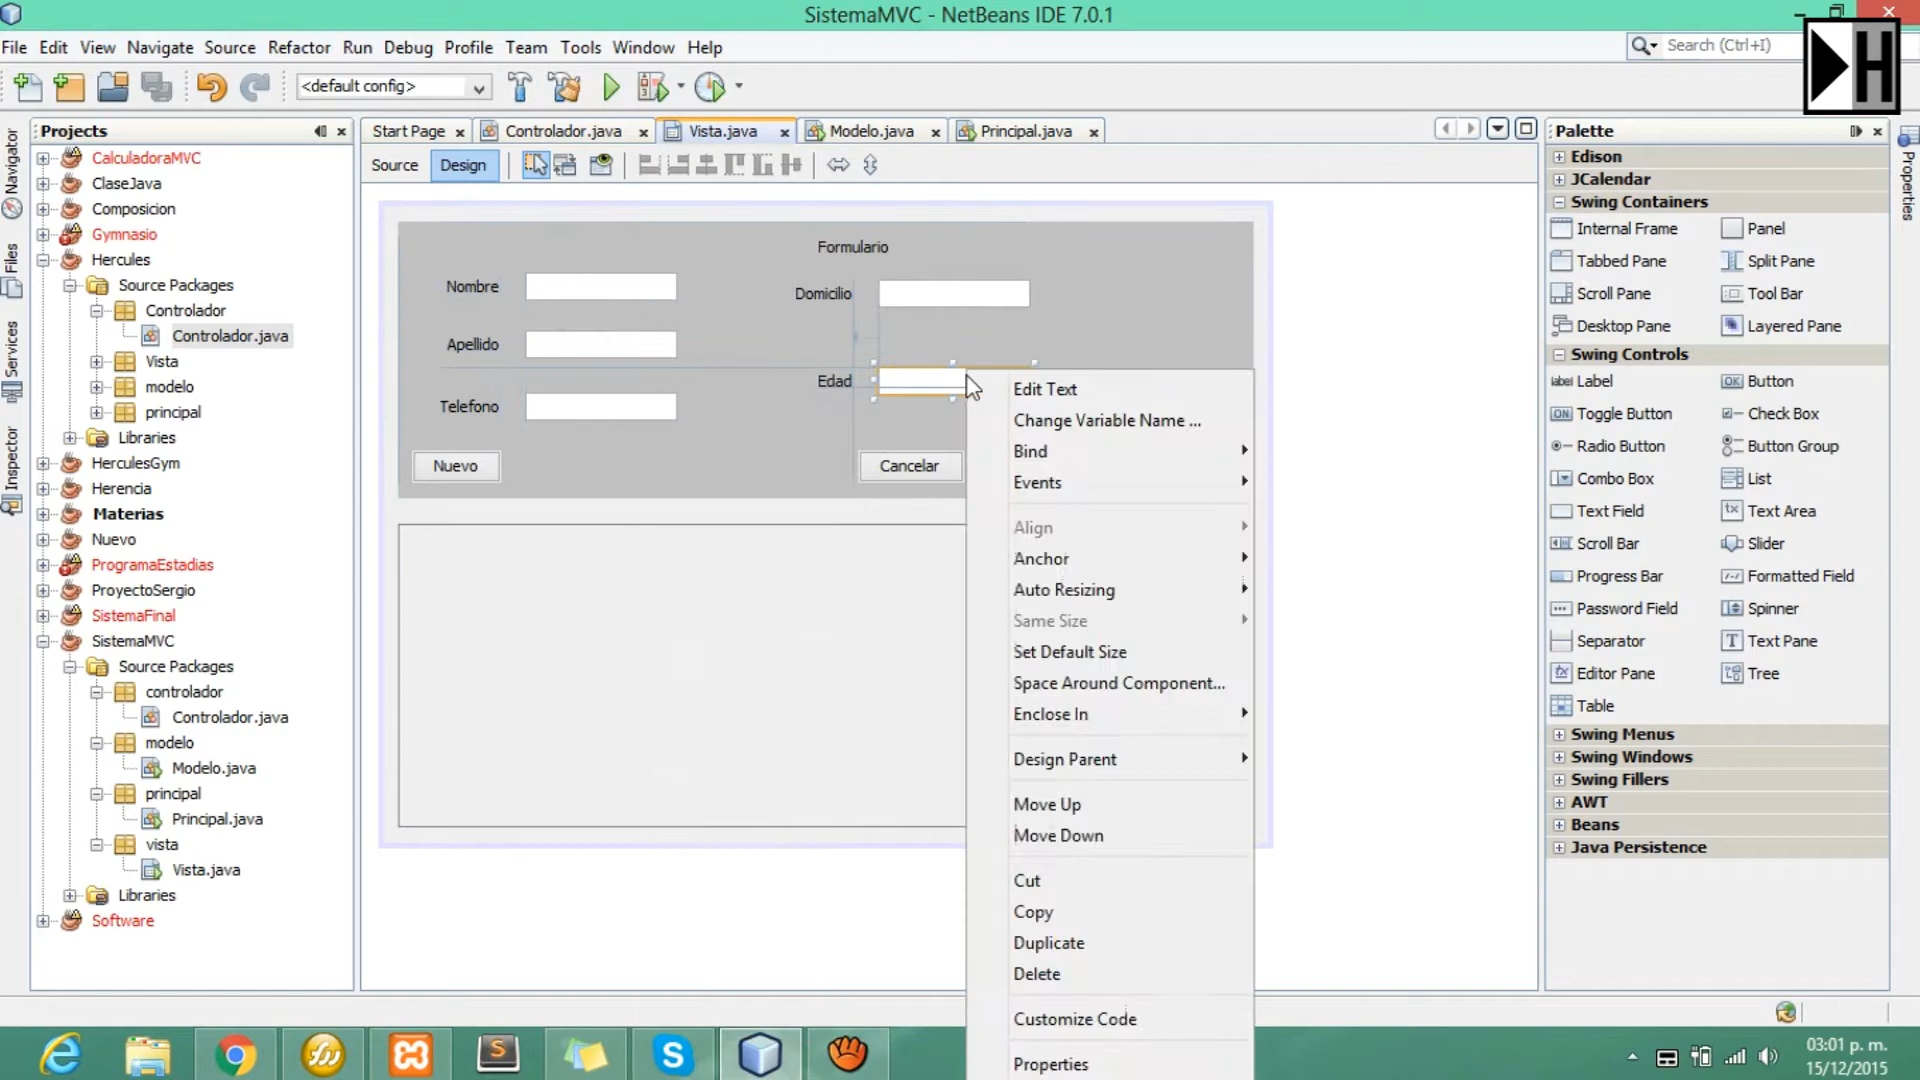 SistemaMVC - NetBeans IDE 7.0.1
File Edit View Navigate Source Refactor Run Debug Profile Team Tools Window Help
Search (Ctrl+I)
H
<default config>
Projects
Start Page
Controlador.java
Vista.java
Modelo.java
Principal.java
Palette
Source
Design
Navigator
Files
Services
Inspector
Properties
CalculadoraMVC
ClaseJava
Composicion
Gymnasio
Hercules
Source Packages
Controlador
Controlador.java
Vista
modelo
principal
Libraries
HerculesGym
Herencia
Materias
Nuevo
ProgramaEstadias
ProyectoSergio
SistemaFinal
SistemaMVC
Source Packages
controlador
Controlador.java
modelo
Modelo.java
principal
Principal.java
vista
Vista.java
Libraries
Software
Formulario
Nombre
Domicilio
Apellido
Edad
Telefono
Nuevo
Cancelar
Edit Text
Change Variable Name ...
Bind
Events
Align
Anchor
Auto Resizing
Same Size
Set Default Size
Space Around Component...
Enclose In
Design Parent
Move Up
Move Down
Cut
Copy
Duplicate
Delete
Customize Code
Properties
Edison
JCalendar
Swing Containers
Internal Frame Panel
Tabbed Pane Split Pane
Scroll Pane Tool Bar
Desktop Pane Layered Pane
Swing Controls
label Label OK Button
ON Toggle Button Check Box
Radio Button Button Group
Combo Box List
Text Field Text Area
Scroll Bar Slider
Progress Bar Formatted Field
Password Field Spinner
Separator Text Pane
Editor Pane Tree
Table
Swing Menus
Swing Windows
Swing Fillers
AWT
Beans
Java Persistence
03:01 p. m.
15/12/2015